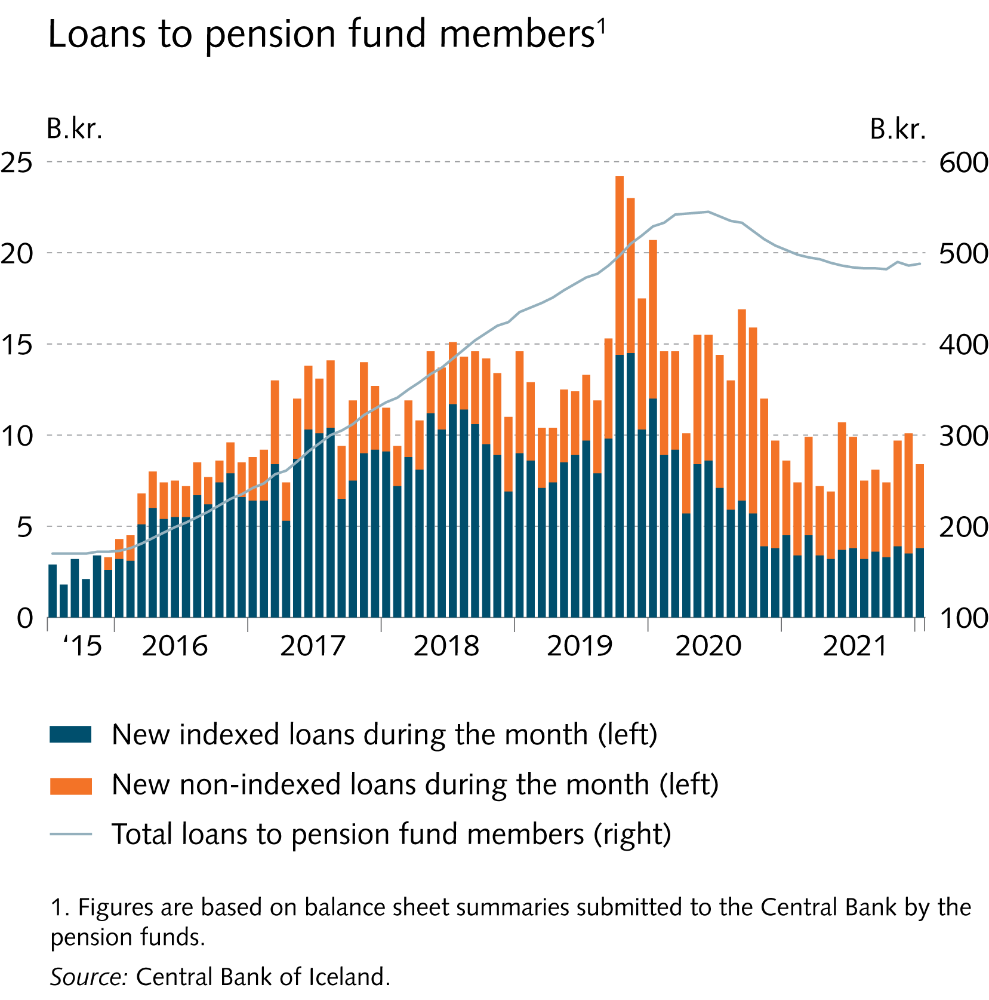 Loans to pension fund members¹
B.kr. B.kr.
25 600
20 500
15 400
10 300
5 200
0 100
‘15 2016 2017 2018 2019 2020 2021
New indexed loans during the month (left)
New non-indexed loans during the month (left)
Total loans to pension fund members (right)
1. Figures are based on balance sheet summaries submitted to the Central Bank by the
pension funds.
Source: Central Bank of Iceland.